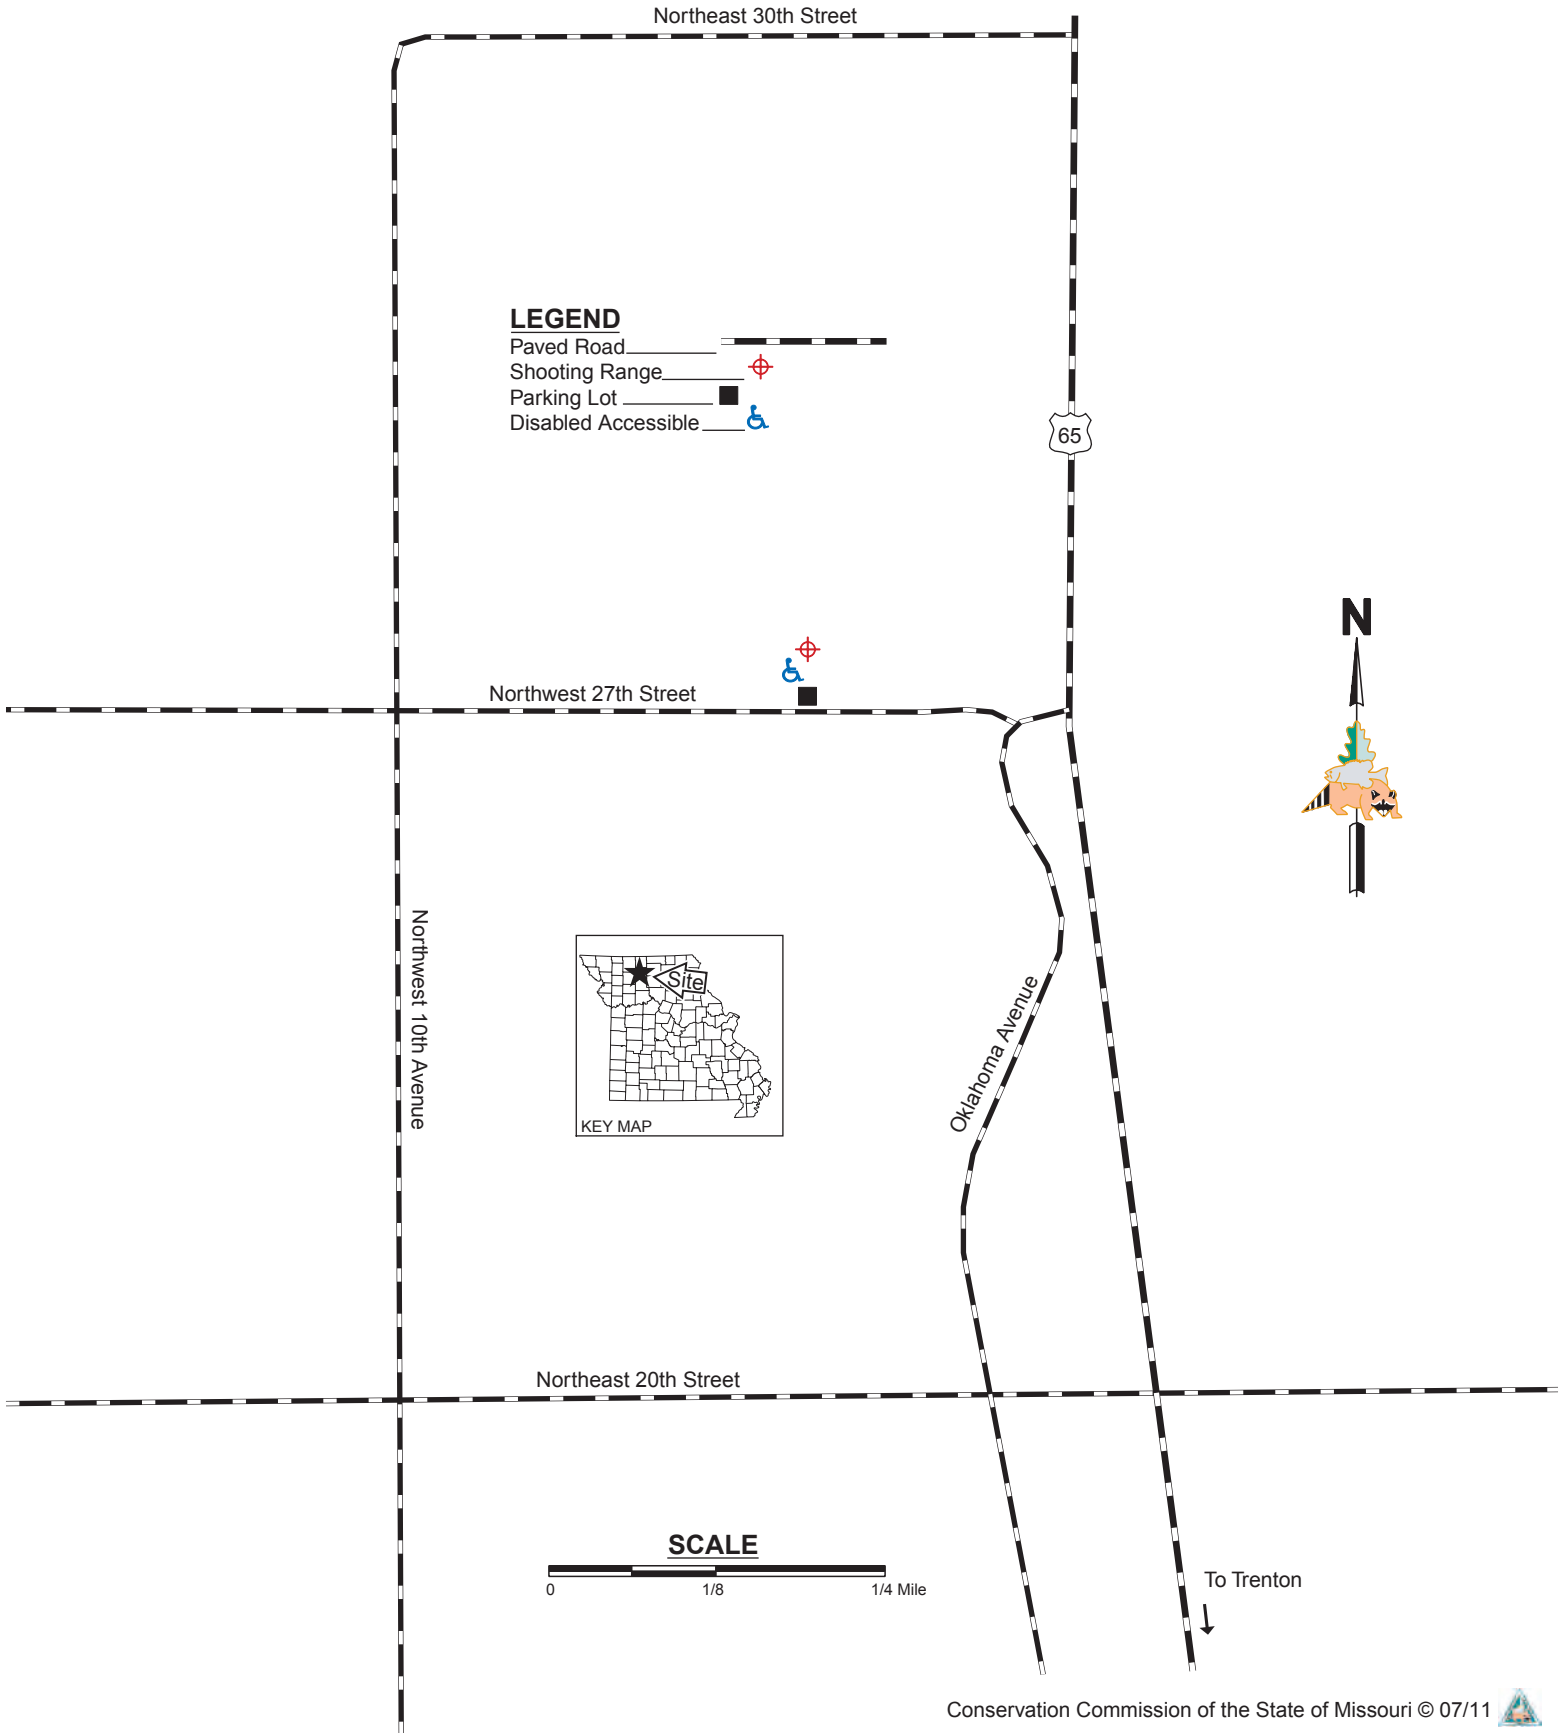 Northeast 30th Street
LEGEND
Paved Road
Shooting Range
Parking Lot
Disabled Accessible
65
N
Northwest 27th Street
Northwest 10th Avenue
Site
KEY MAP
Oklahoma Avenue
Northeast 20th Street
SCALE
0 1/8 1/4 Mile
To Trenton
Conservation Commission of the State of Missouri © 07/11